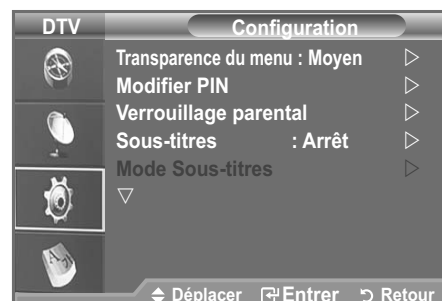 DTV Configuration
Transparence du menu : Moyen
Modifier PIN
Verrouillage parental
Sous-titres : Arrêt
Mode Sous-titres
Déplacer Entrer Retour